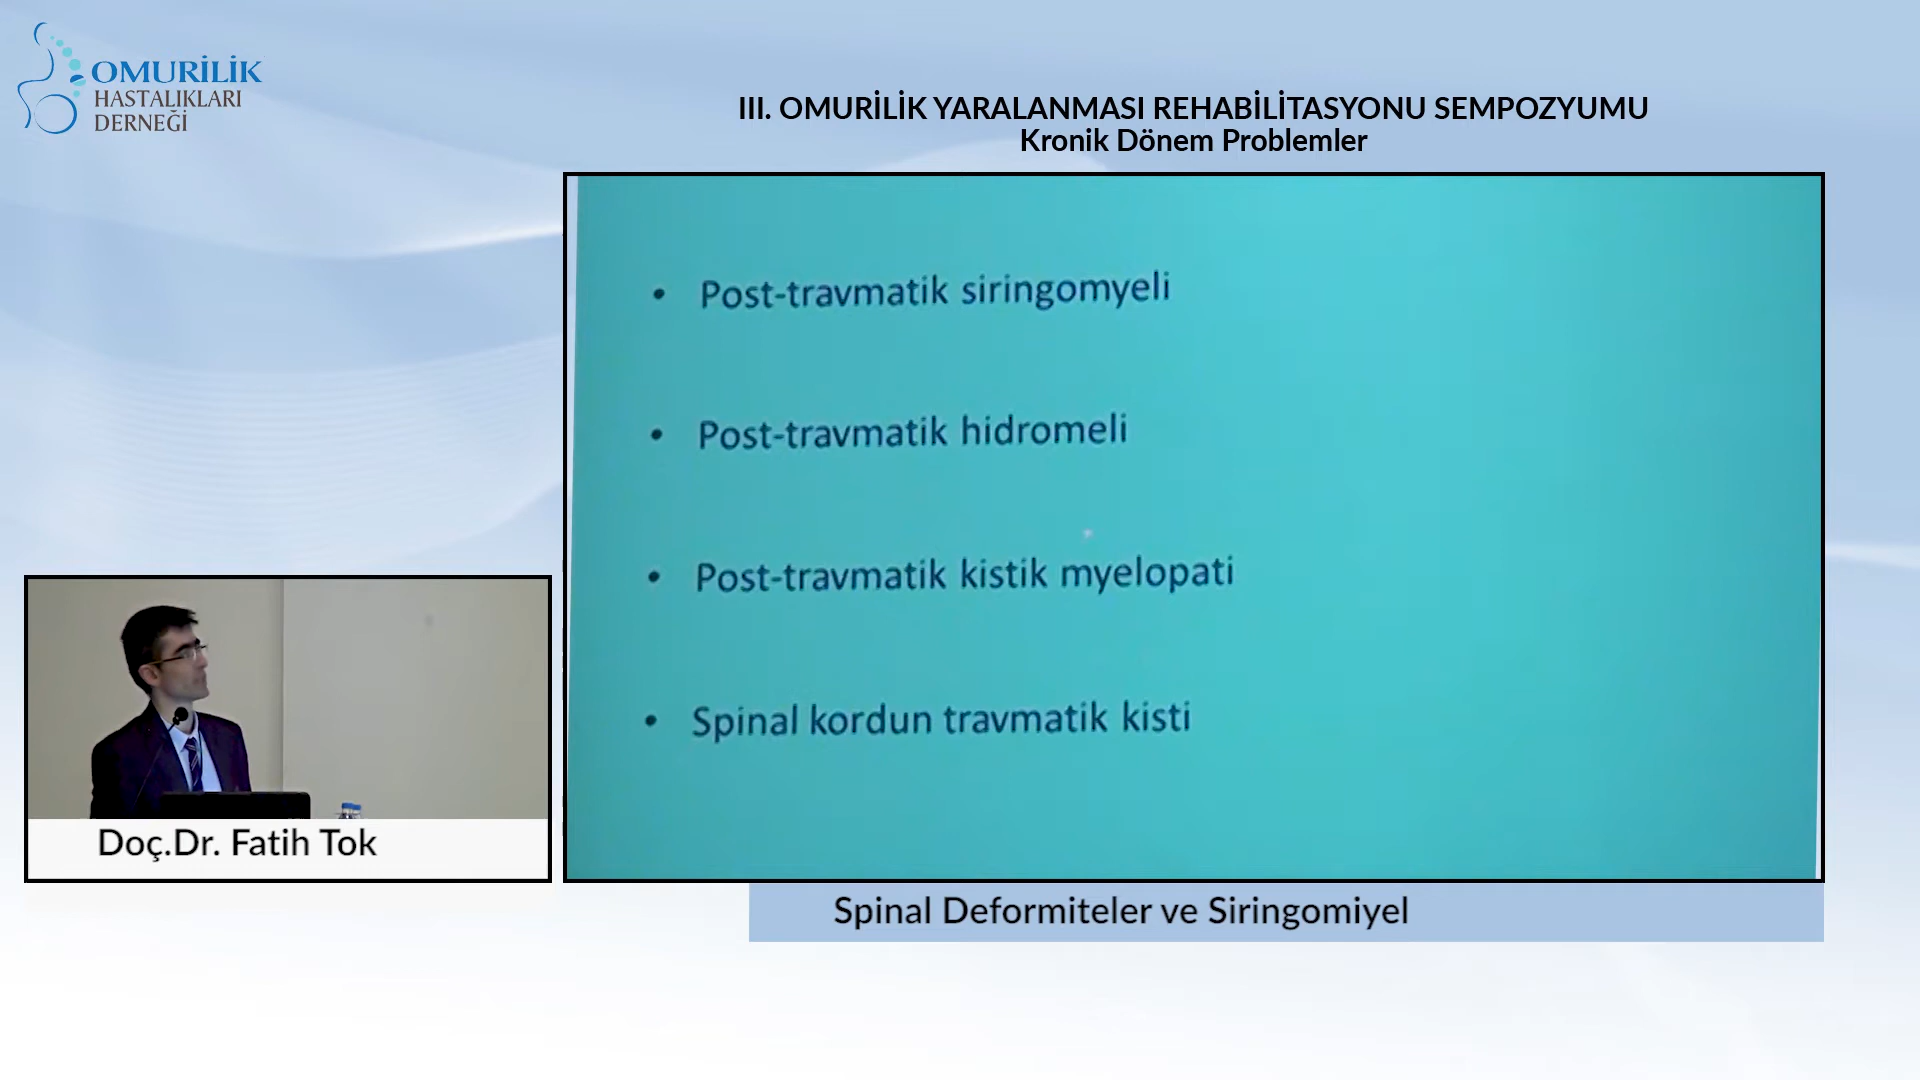 OMURİLİK
HASTALIKLARI
DERNEĞİ
III. OMURİLİK YARALANMASI REHABİLİTASYONU SEMPOZYUMU
Kronik Dönem Problemler
• Post-travmatik siringomyeli
• Post-travmatik hidromeli
• Post-travmatik kistik myelopati
• Spinal kordun travmatik kisti
Doç.Dr. Fatih Tok
Spinal Deformiteler ve Siringomiyel